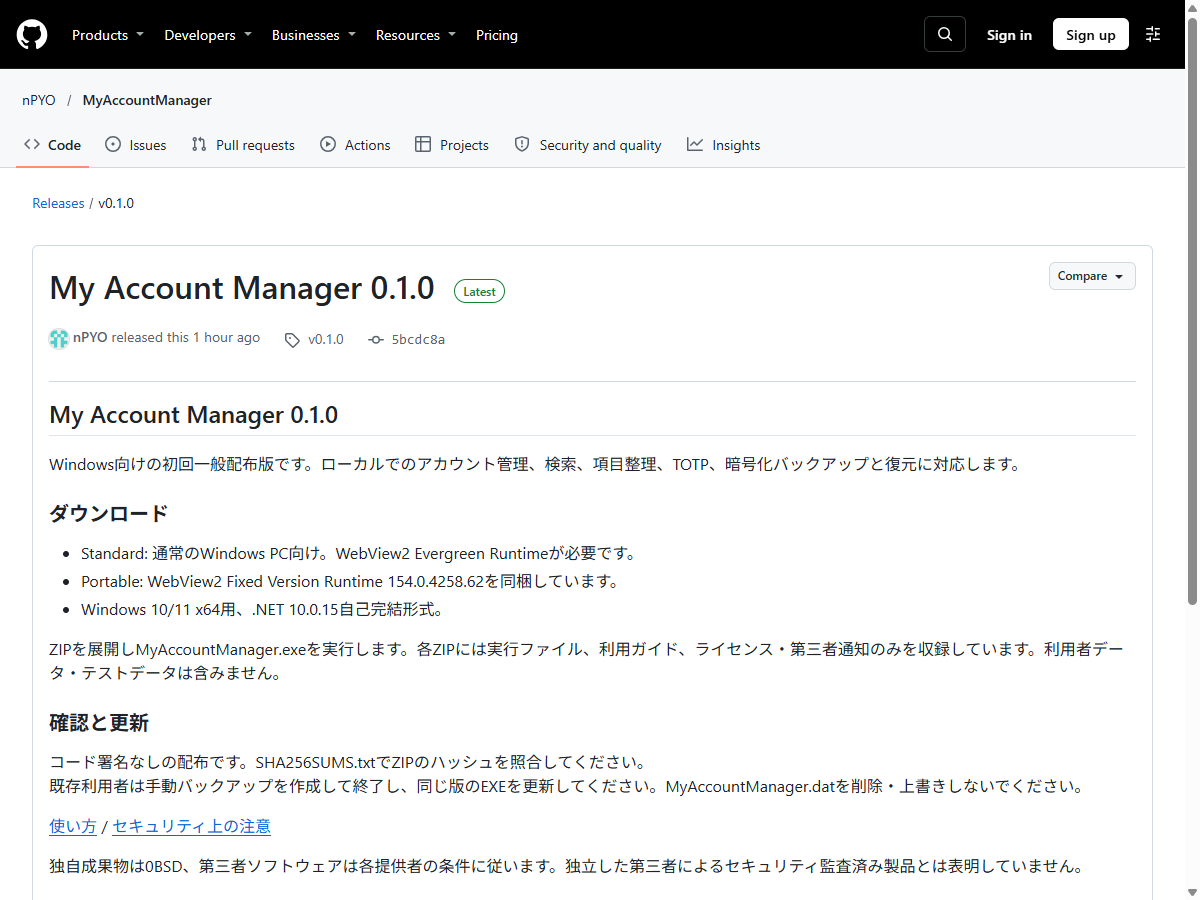 Products Developers Businesses Resources Pricing Sign in Sign up
nPYO / MyAccountManager
Code Issues Pull requests Actions Projects Security and quality Insights
Releases / v0.1.0
My Account Manager 0.1.0 Latest Compare
nPYO released this 1 hour ago v0.1.0 5bcdc8a
My Account Manager 0.1.0
Windows向けの初回一般配布版です。ローカルでのアカウント管理、検索、項目整理、TOTP、暗号化バックアップと復元に対応します。
ダウンロード
Standard: 通常のWindows PC向け。WebView2 Evergreen Runtimeが必要です。
Portable: WebView2 Fixed Version Runtime 154.0.4258.62を同梱しています。
Windows 10/11 x64用、.NET 10.0.15自己完結形式。
ZIPを展開しMyAccountManager.exeを実行します。各ZIPには実行ファイル、利用ガイド、ライセンス・第三者通知のみを収録しています。利用者デー
タ・テストデータは含みません。
確認と更新
コード署名なしの配布です。SHA256SUMS.txtでZIPのハッシュを照合してください。
既存利用者は手動バックアップを作成して終了し、同じ版のEXEを更新してください。MyAccountManager.datを削除・上書きしないでください。
使い方 / セキュリティ上の注意
独自成果物は0BSD、第三者ソフトウェアは各提供者の条件に従います。独立した第三者によるセキュリティ監査済み製品とは表明していません。